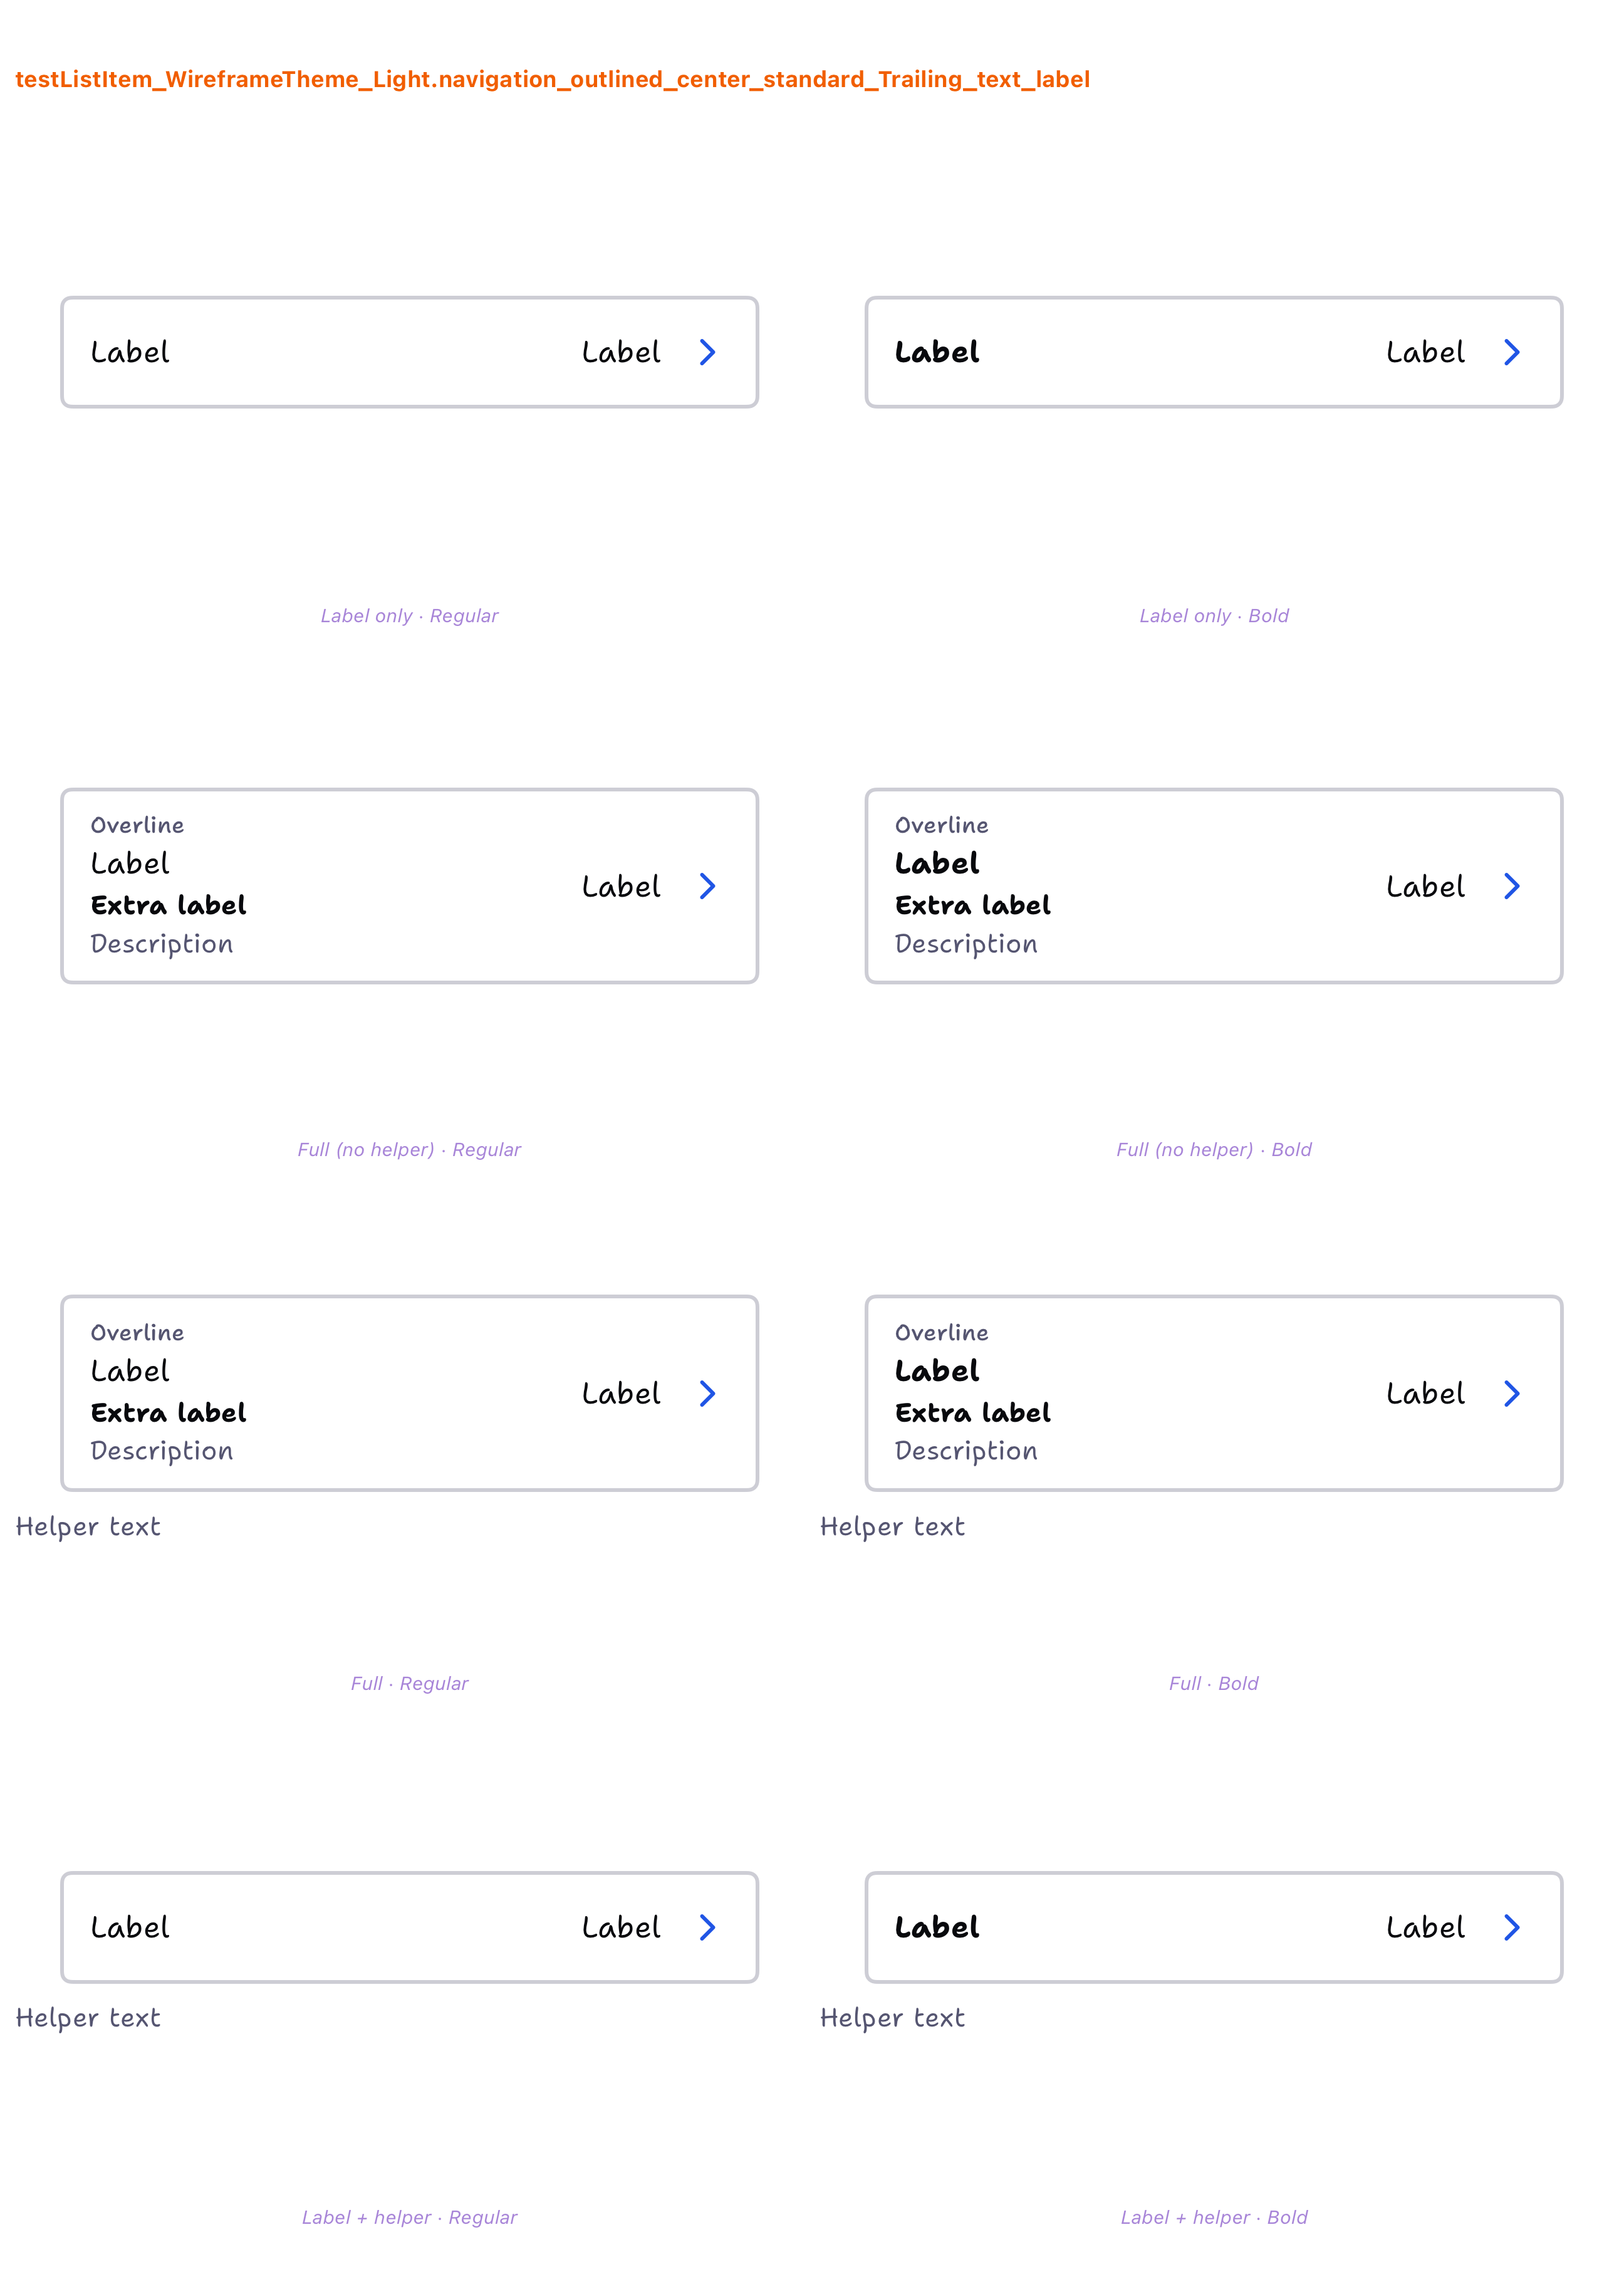 testListItem_WireframeTheme_Light.navigation_outlined_center_standard_Trailing_text_label
Label Label
Label Label
Label only · Regular
Label only · Bold
Overline
Label
Extra label
Description
Label
Overline
Label
Extra label
Description
Label
Full (no helper) · Regular
Full (no helper) · Bold
Overline
Label
Extra label
Description
Label
Helper text
Overline
Label
Extra label
Description
Label
Helper text
Full · Regular
Full · Bold
Label Label
Helper text
Label Label
Helper text
Label + helper · Regular
Label + helper · Bold